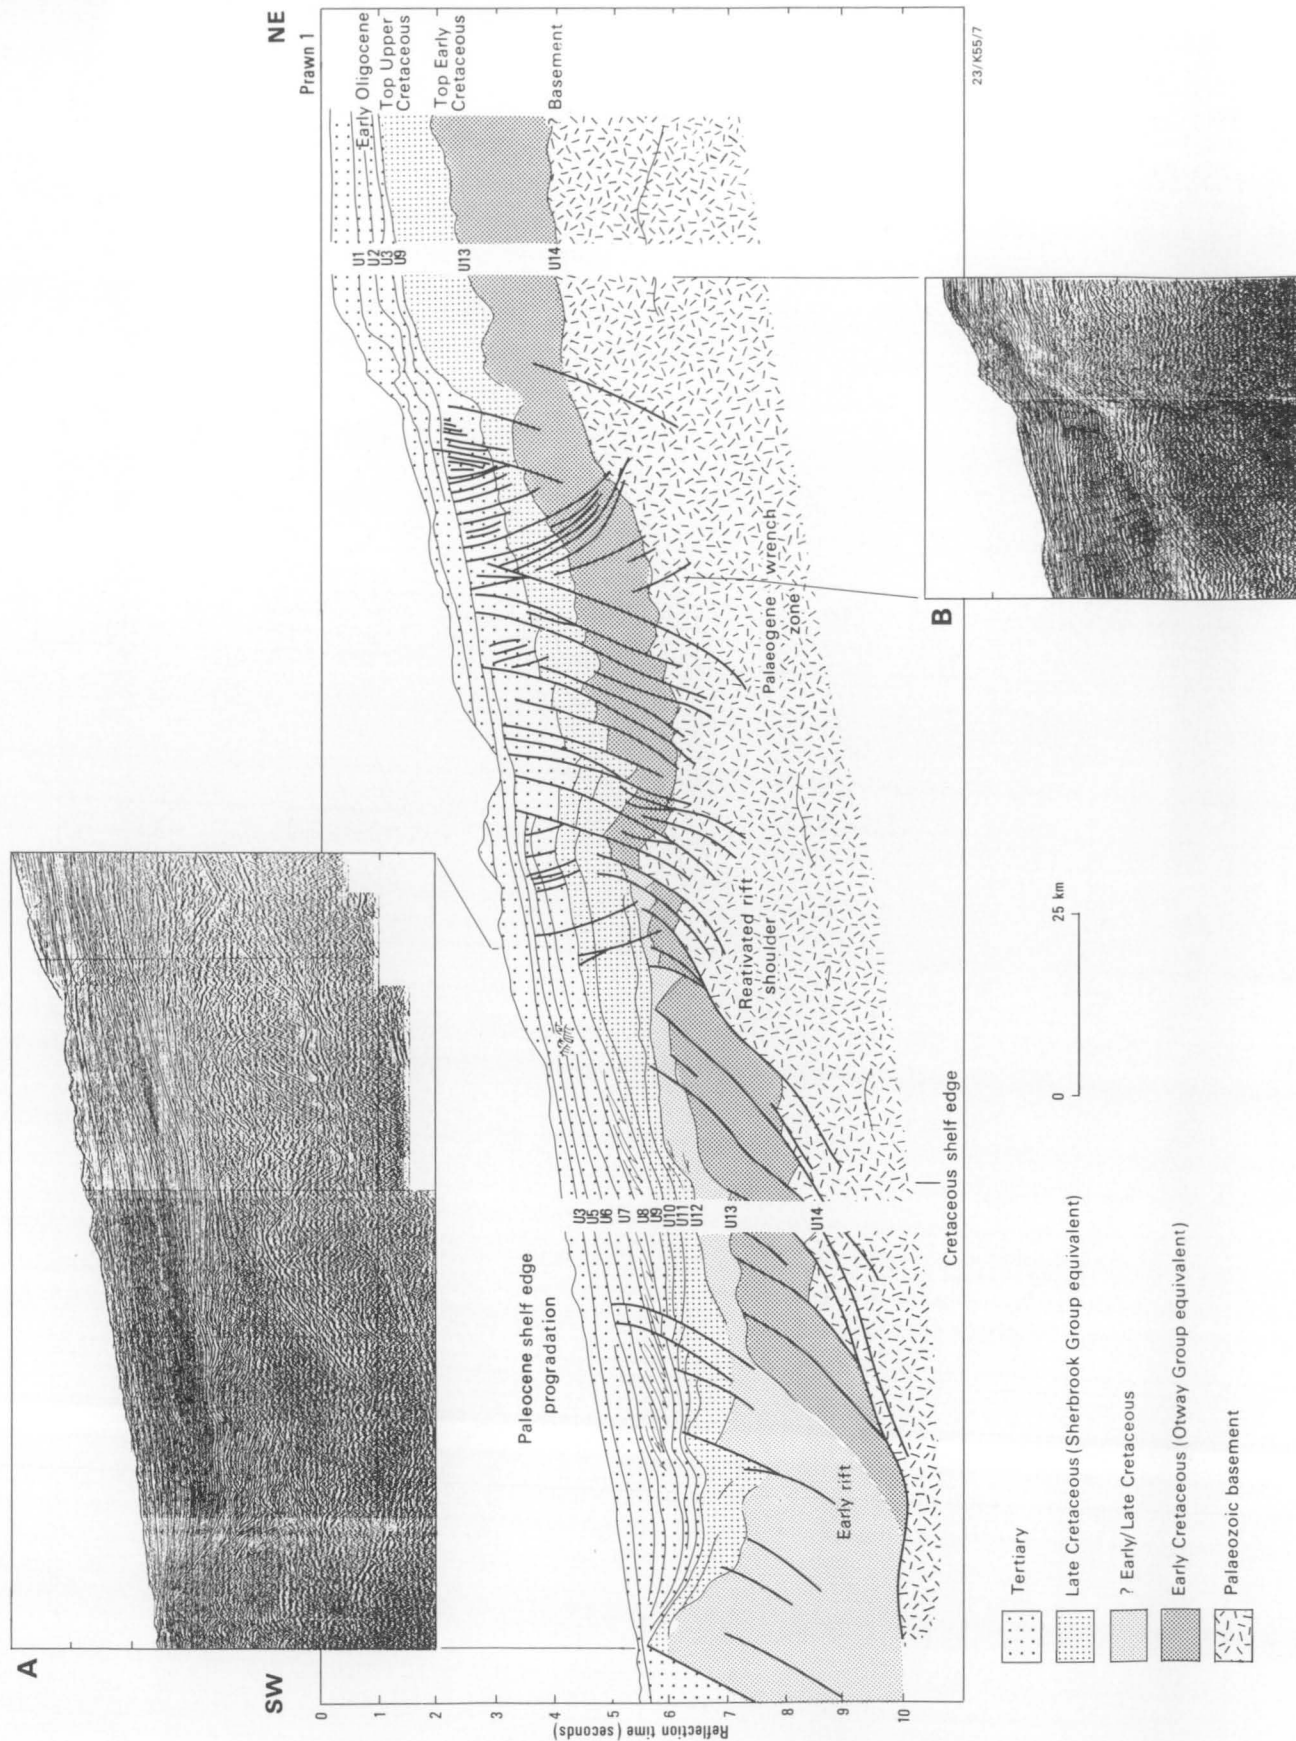 A
SW
NE
Prawn 1
Early Oligocene
Top Upper
Cretaceous
Top Early
Cretaceous
Basement
U1
U2
U3
U9
U13
U14
Paleocene shelf edge
progradation
U3
U5
U6
U7
U8
U9
U10
U11
U12
U13
U14
Early rift
Reativated rift
shoulder
Palaeogene wrench
zone
Cretaceous shelf edge
Reflection time (seconds)
0
1
2
3
4
5
6
7
8
9
10
23/K55/7
B
0
25 km
Tertiary
Late Cretaceous (Sherbrook Group equivalent)
? Early/Late Cretaceous
Early Cretaceous (Otway Group equivalent)
Palaeozoic basement